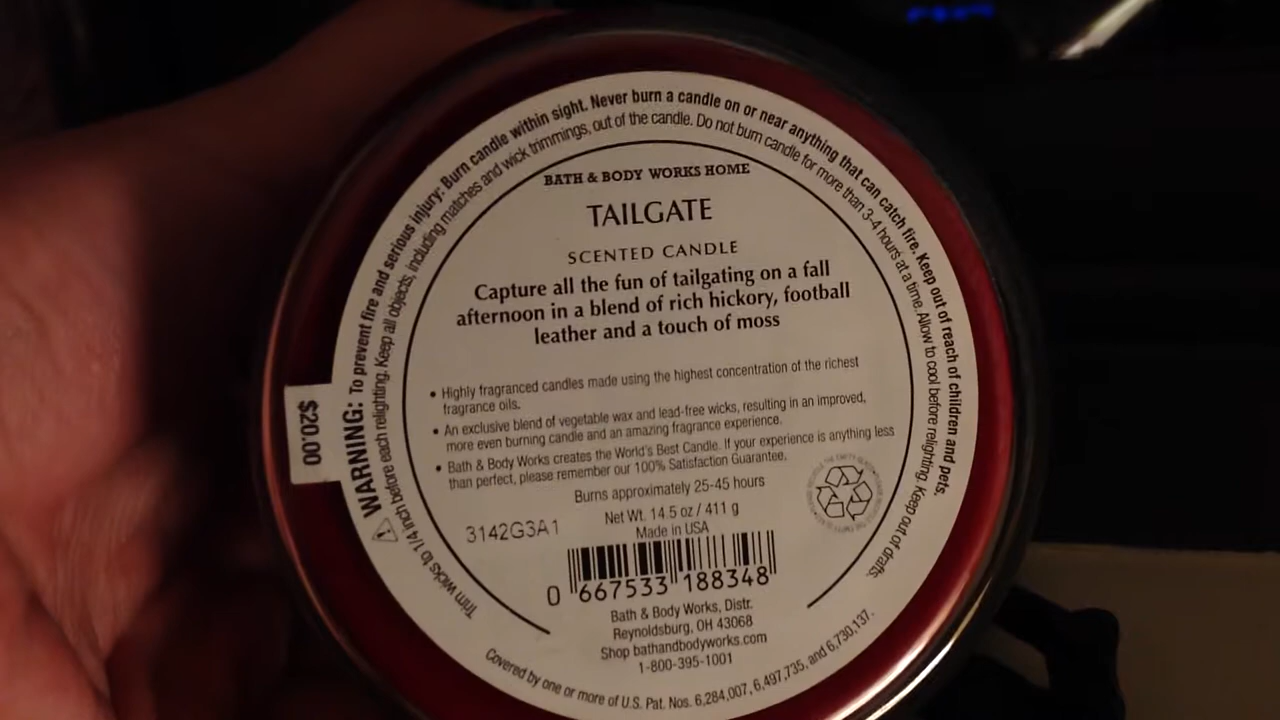 WARNING: To prevent fire and serious injury: Burn candle within sight. Never burn a candle on or near anything that can catch fire. Keep out of reach of children and pets.
Trim wicks to 1/4 inch before each relighting. Keep all objects, including matches and wick trimmings, out of the candle. Do not burn candle for more than 3-4 hours at a time. Allow to cool before relighting. Keep out of drafts.
$20.00
BATH & BODY WORKS HOME
TAILGATE
SCENTED CANDLE
Capture all the fun of tailgating on a fall
afternoon in a blend of rich hickory, football
leather and a touch of moss
• Highly fragranced candles made using the highest concentration of the richest
fragrance oils.
• An exclusive blend of vegetable wax and lead-free wicks, resulting in an improved,
more even burning candle and an amazing fragrance experience.
• Bath & Body Works creates the World's Best Candle. If your experience is anything less
than perfect, please remember our 100% Satisfaction Guarantee.
Burns approximately 25-45 hours
Net Wt. 14.5 oz / 411 g
Made in USA
3142G3A1
0 667533 188348
Bath & Body Works, Distr.
Reynoldsburg, OH 43068
Shop bathandbodyworks.com
1-800-395-1001
Covered by one or more of U.S. Pat. Nos. 6,284,007, 6,497,735, and 6,730,137.